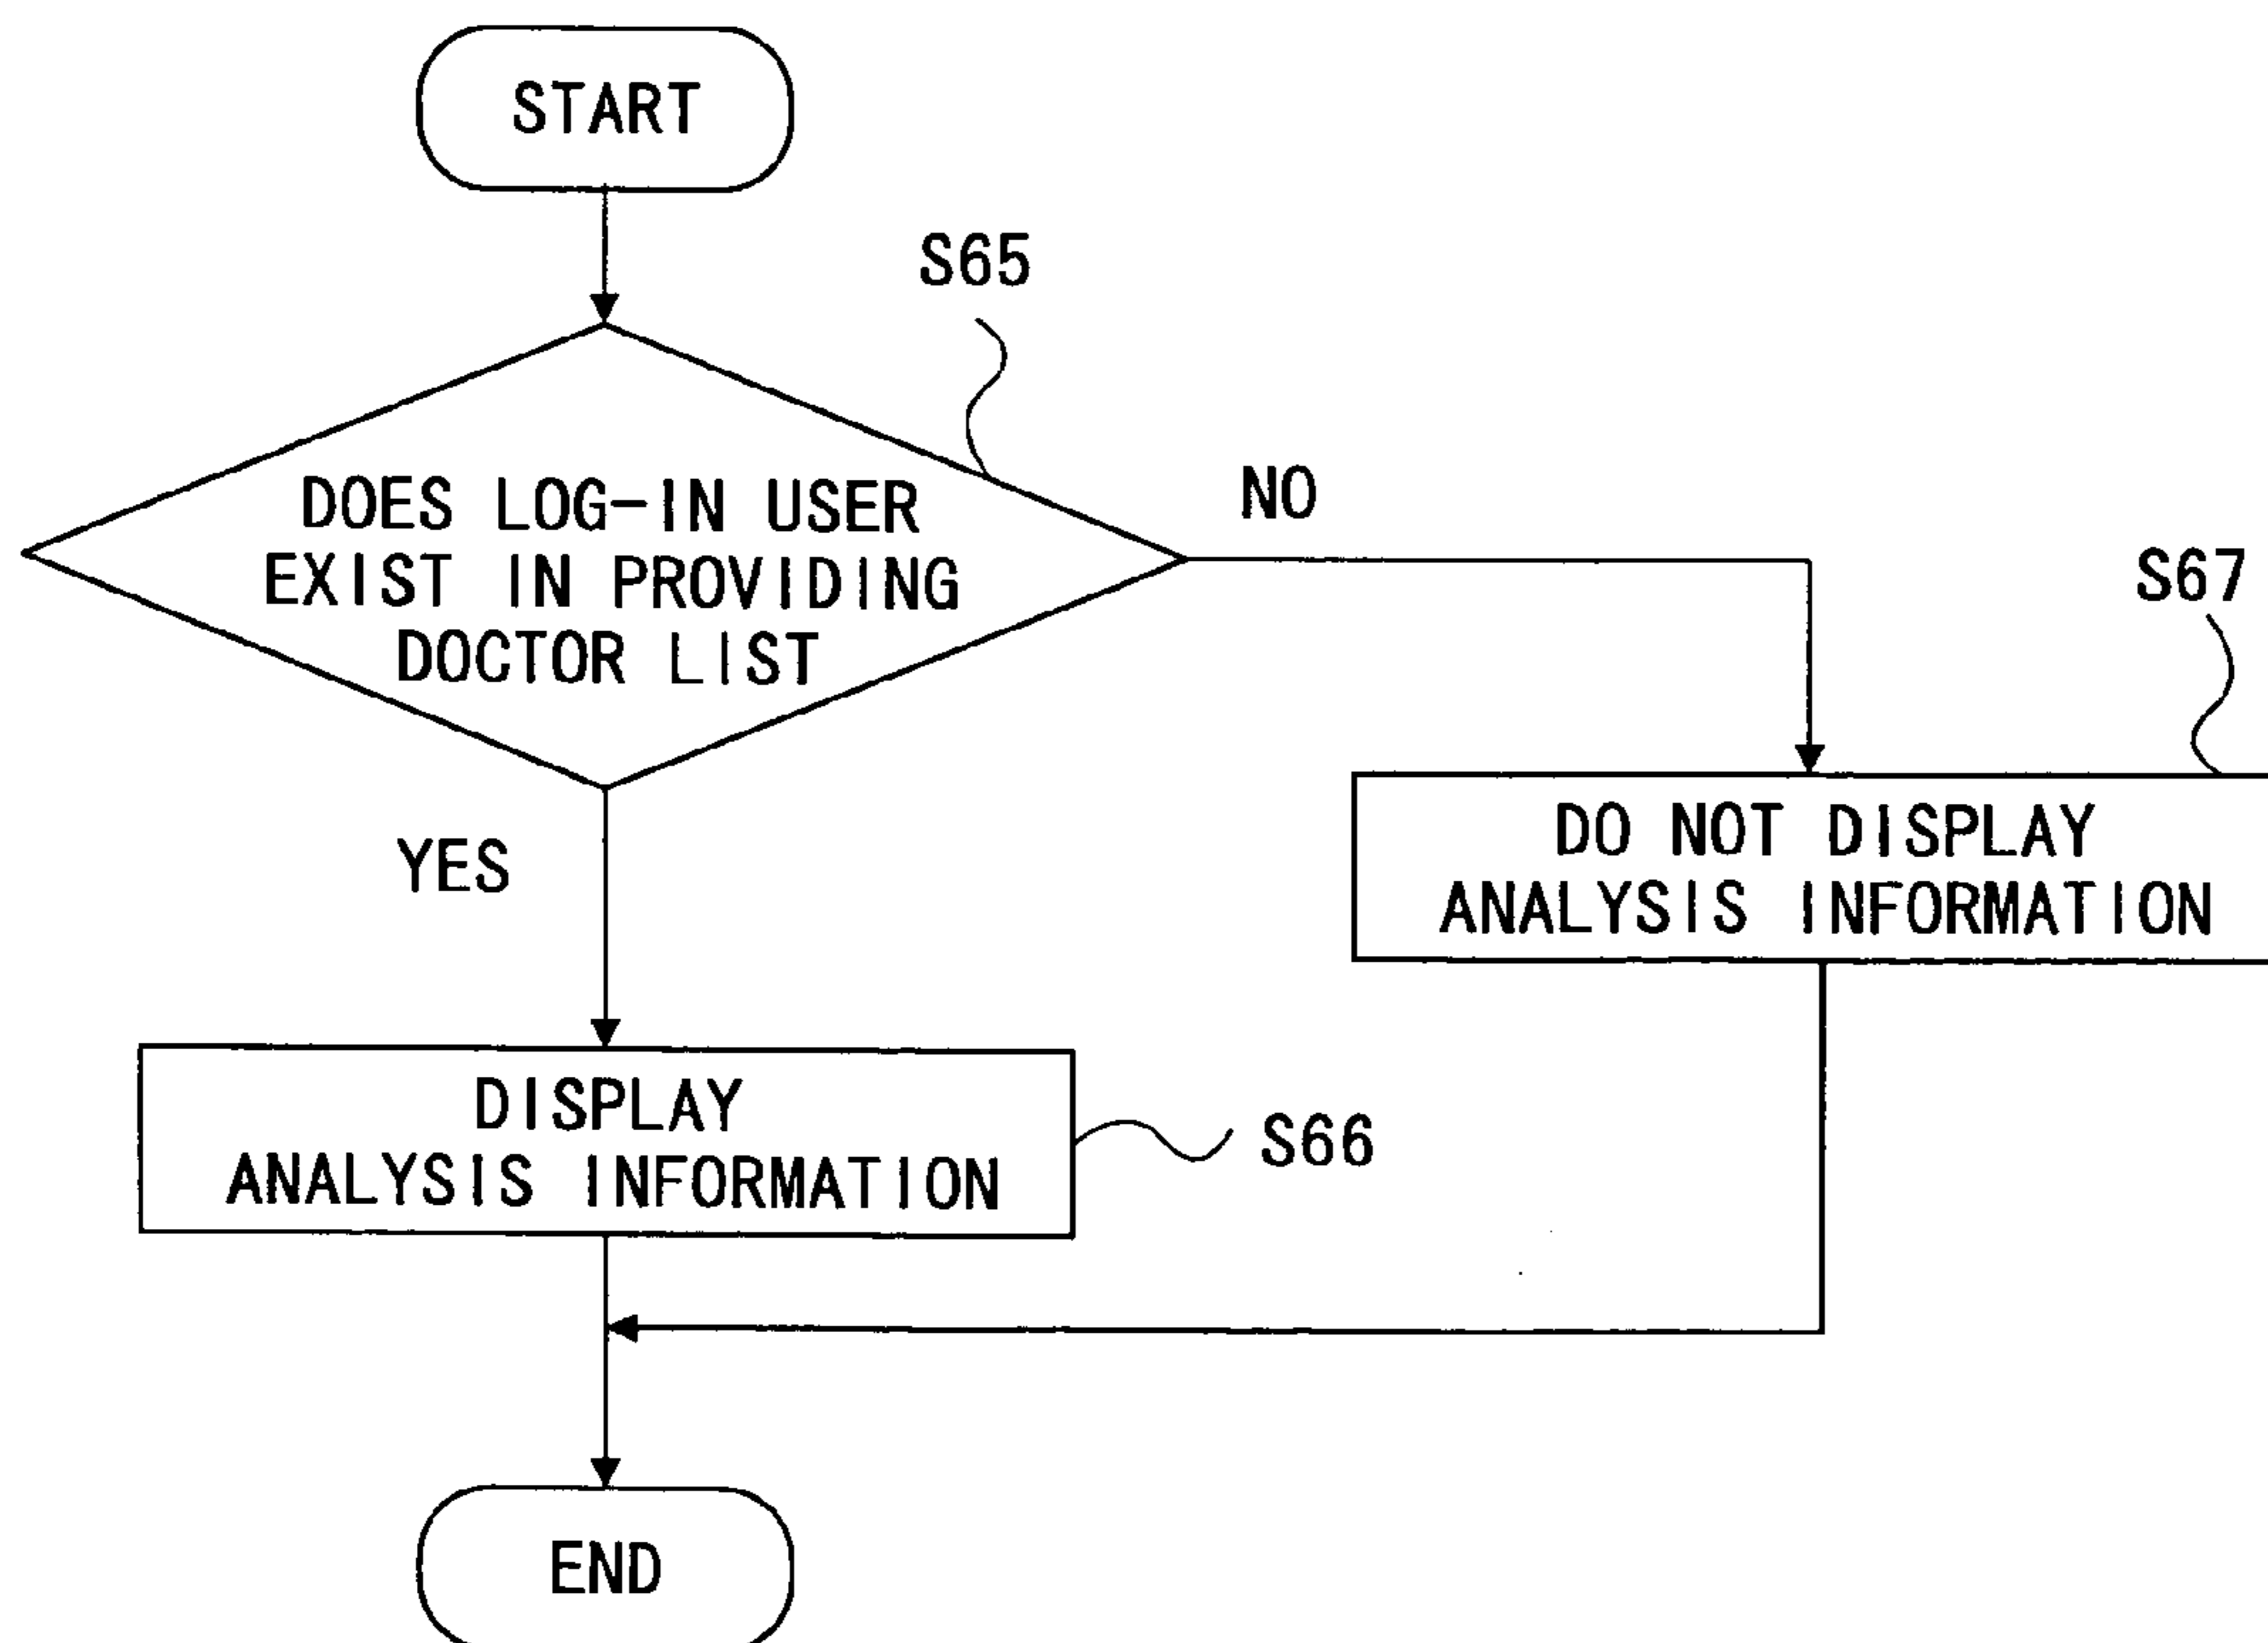 START
S65
DOES LOG-IN USER
EXIST IN PROVIDING
DOCTOR LIST
NO
S67
YES
DO NOT DISPLAY
ANALYSIS INFORMATION
DISPLAY
ANALYSIS INFORMATION
S66
END